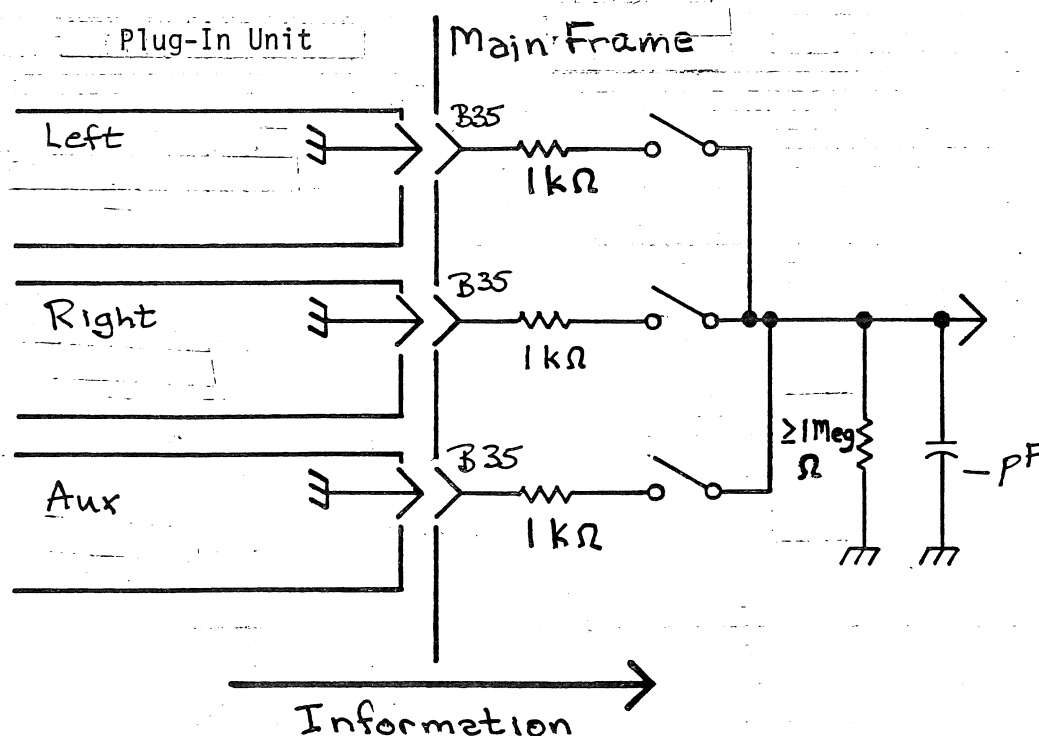 Plug-In Unit
Main Frame
Left
B35
1kΩ
Right
B35
1kΩ
Aux
B35
1kΩ
≥1Meg
Ω
-PF
Information